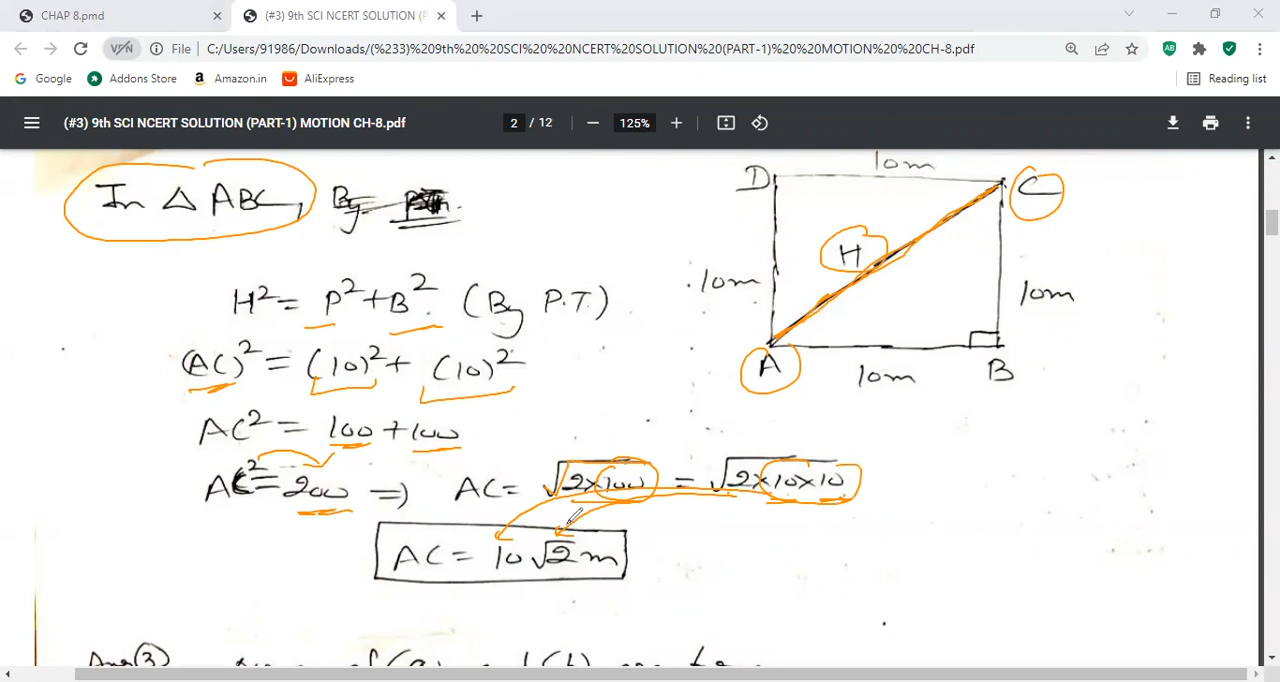 CHAP 8.pmd
(#3) 9th SCI NCERT SOLUTION (P
VPN
File
C:/Users/91986/Downloads/(%233)%209th%20%20SCI%20%20NCERT%20SOLUTION%20(PART-1)%20%20MOTION%20%20CH-8.pdf
AB
Google
Addons Store
Amazon.in
AliExpress
Reading list
(#3) 9th SCI NCERT SOLUTION (PART-1) MOTION CH-8.pdf
2 / 12
125%
In △ ABC, By
H² = P² + B² (By P.T.)
(AC)² = (10)² + (10)²
AC² = 100 + 100
AC² = 200 => AC = √2×100 = √2×10×10
AC = 10√2 m
D
10m
C
H
10m
10m
A
10m
B
Ans (3)